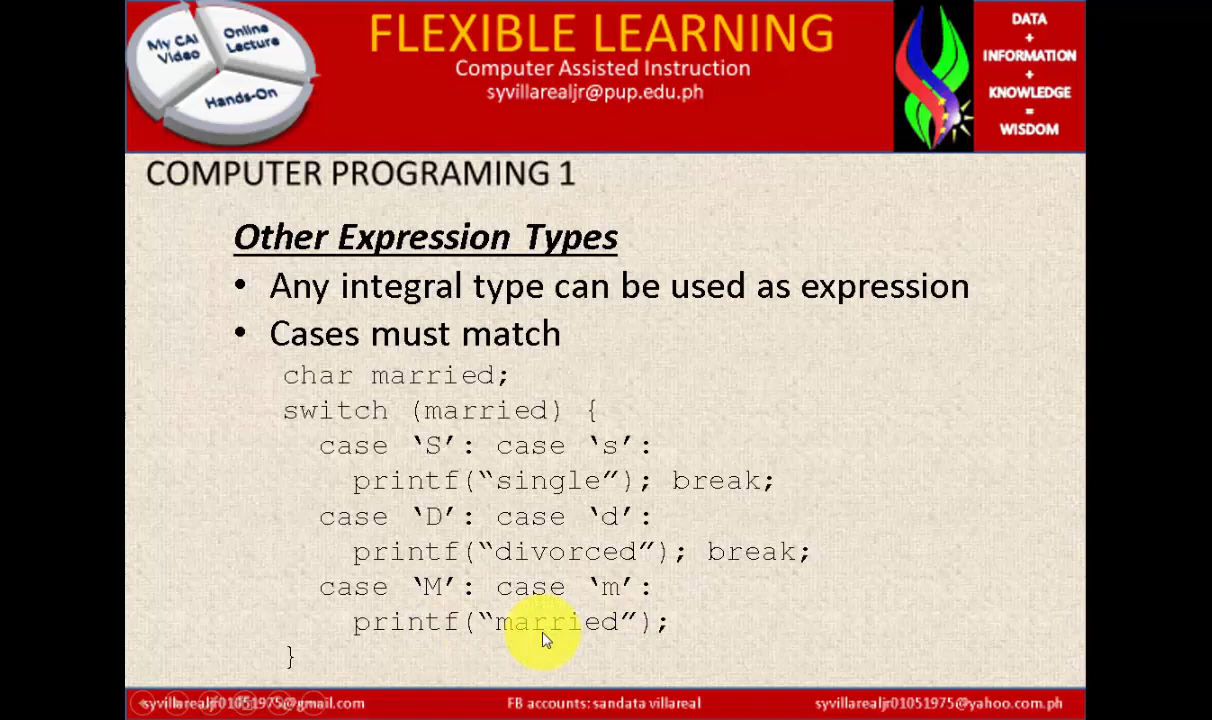 My CAI
Video
Online
Lecture
Hands-On
FLEXIBLE LEARNING
Computer Assisted Instruction
syvillarealjr@pup.edu.ph
DATA
+
INFORMATION
+
KNOWLEDGE
=
WISDOM
COMPUTER PROGRAMING 1
Other Expression Types
• Any integral type can be used as expression
• Cases must match
char married;
switch (married) {
case ‘S’: case ‘s’:
printf(“single”); break;
case ‘D’: case ‘d’:
printf(“divorced”); break;
case ‘M’: case ‘m’:
printf(“married”);
}
syvillarealjr01051975@gmail.com
FB accounts: sandata villareal
syvillarealjr01051975@yahoo.com.ph